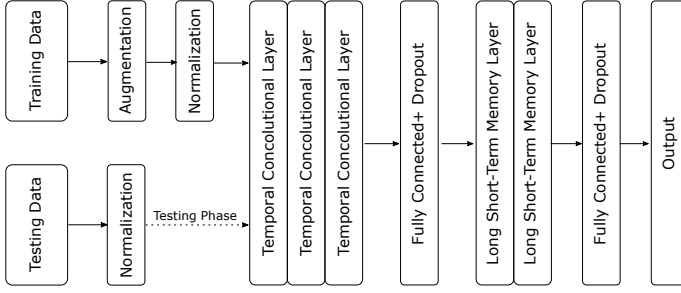 Training Data
Augmentation
Normalization
Testing Data
Normalization
Testing Phase
Temporal Concolutional Layer
Temporal Concolutional Layer
Temporal Concolutional Layer
Fully Connected+ Dropout
Long Short-Term Memory Layer
Long Short-Term Memory Layer
Fully Connected+ Dropout
Output